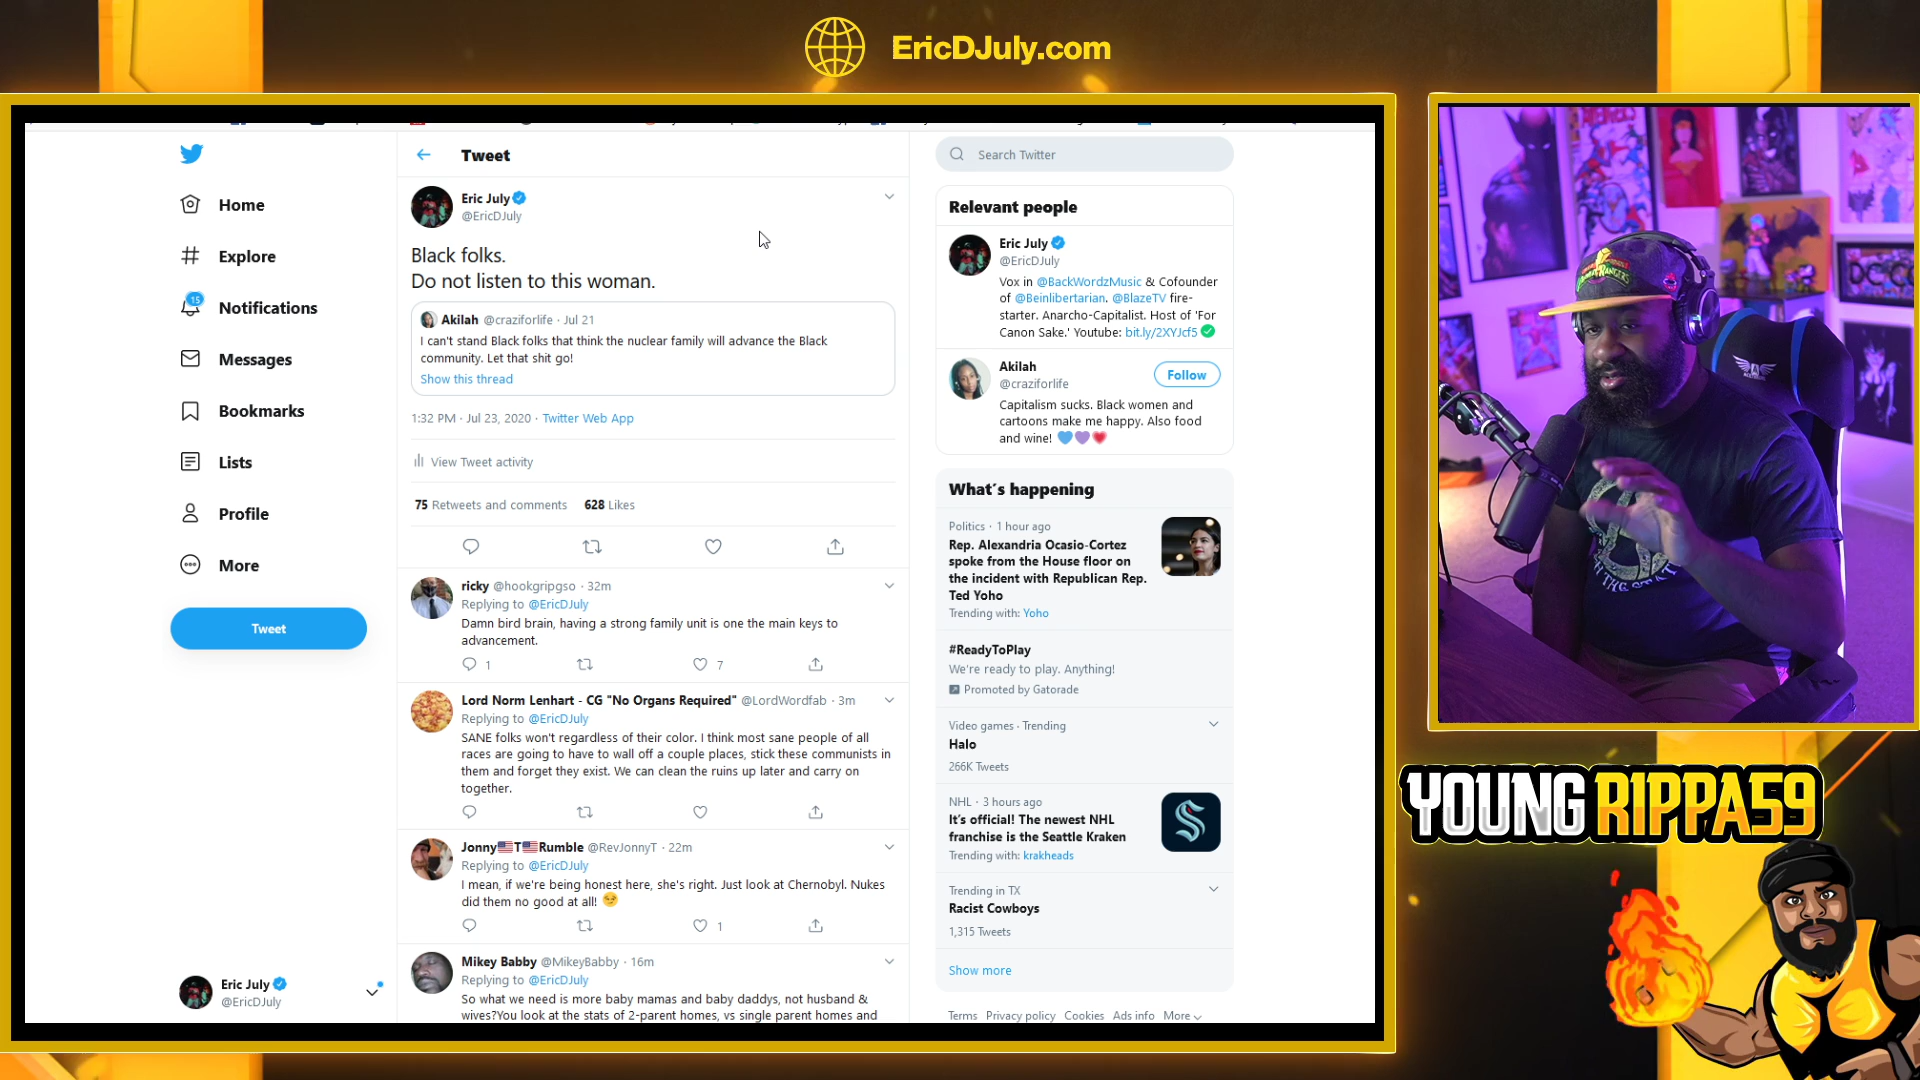 EricDJuly.com
Home
Explore
15
Notifications
Messages
Bookmarks
Lists
Profile
More
Tweet
Eric July
@EricDJuly
Tweet
Eric July
@EricDJuly
Black folks.
Do not listen to this woman.
Akilah @craziforlife · Jul 21
I can't stand Black folks that think the nuclear family will advance the Black
community. Let that shit go!
Show this thread
1:32 PM · Jul 23, 2020 · Twitter Web App
View Tweet activity
75 Retweets and comments 628 Likes
ricky @hookgripgso · 32m
Replying to @EricDJuly
Damn bird brain, having a strong family unit is one the main keys to
advancement.
1 7
Lord Norm Lenhart - CG "No Organs Required" @LordWordfab · 3m
Replying to @EricDJuly
SANE folks won't regardless of their color. I think most sane people of all
races are going to have to wall off a couple places, stick these communists in
them and forget they exist. We can clean the ruins up later and carry on
together.
Jonny🇺🇸T🇺🇸Rumble @RevJonnyT · 22m
Replying to @EricDJuly
I mean, if we're being honest here, she's right. Just look at Chernobyl. Nukes
did them no good at all! 😏
1
Mikey Babby @MikeyBabby · 16m
Replying to @EricDJuly
So what we need is more baby mamas and baby daddys, not husband &
wives?You look at the stats of 2-parent homes, vs single parent homes and
Search Twitter
Relevant people
Eric July
@EricDJuly
Vox in @BackWordzMusic & Cofounder
of @Beinlibertarian. @BlazeTV fire-
starter. Anarcho-Capitalist. Host of 'For
Canon Sake.' Youtube: bit.ly/2XYJcf5
Akilah
@craziforlife
Follow
Capitalism sucks. Black women and
cartoons make me happy. Also food
and wine! 💙💜❤️
What's happening
Politics · 1 hour ago
Rep. Alexandria Ocasio-Cortez
spoke from the House floor on
the incident with Republican Rep.
Ted Yoho
Trending with: Yoho
#ReadyToPlay
We're ready to play. Anything!
Promoted by Gatorade
Video games · Trending
Halo
266K Tweets
NHL · 3 hours ago
It's official! The newest NHL
franchise is the Seattle Kraken
Trending with: krakheads
Trending in TX
Racist Cowboys
1,315 Tweets
Show more
Terms Privacy policy Cookies Ads info More
YOUNG RIPPA59